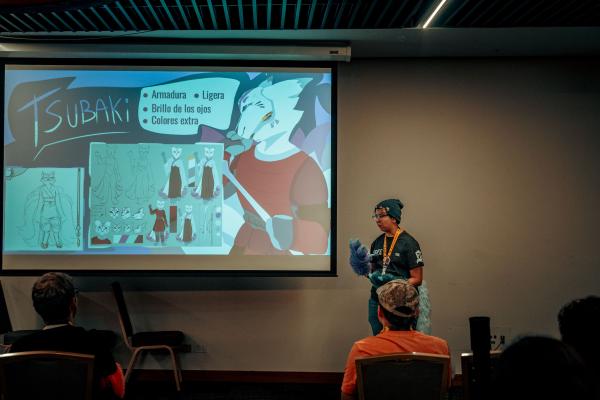 TSUBAKi
• Armadura • Ligera
• Brillo de los ojos
• Colores extra